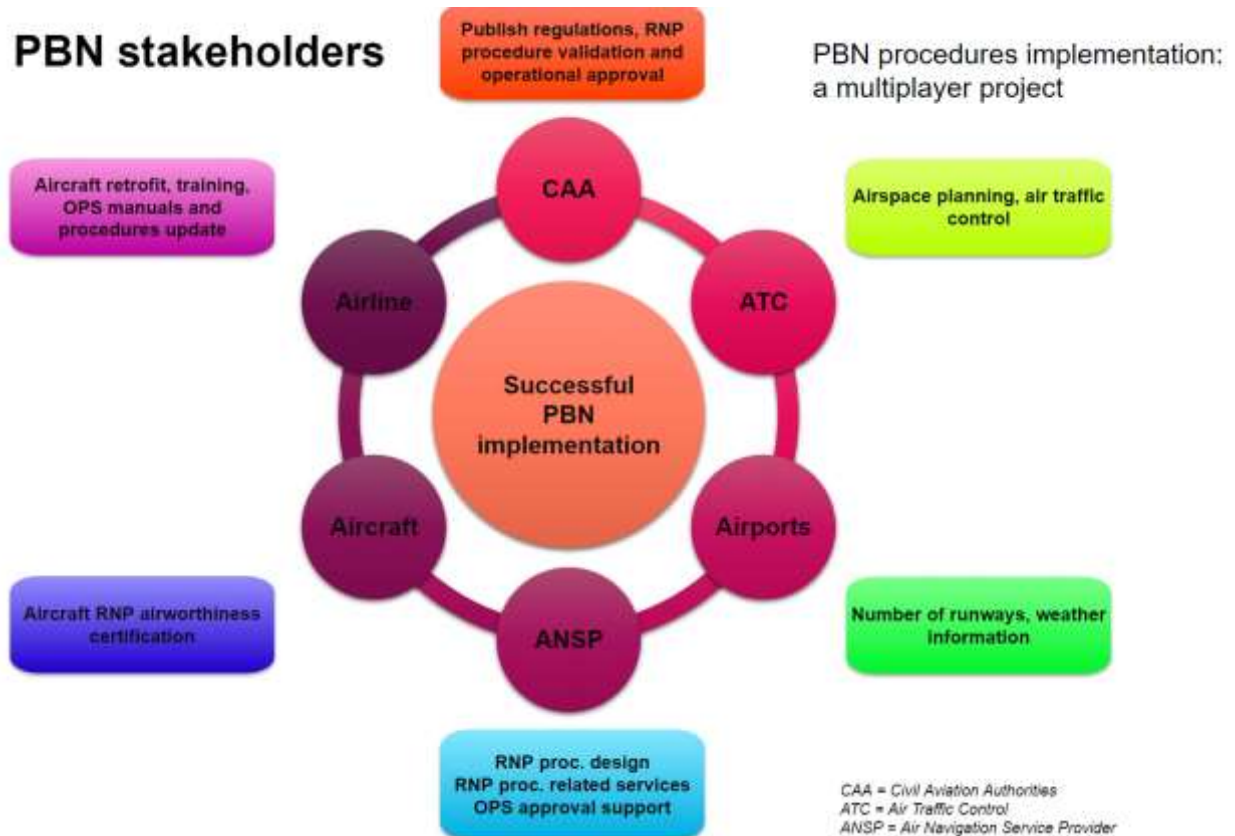 PBN stakeholders
Publish regulations, RNP
procedure validation and
operational approval
PBN procedures implementation:
a multiplayer project
Aircraft retrofit, training,
OPS manuals and
procedures update
CAA
Airspace planning, air traffic
control
Airline
ATC
Successful
PBN
implementation
Aircraft
Airports
Aircraft RNP airworthiness
certification
ANSP
Number of runways, weather
information
RNP proc. design
RNP proc. related services
OPS approval support
CAA = Civil Aviation Authorities
ATC = Air Traffic Control
ANSP = Air Navigation Service Provider